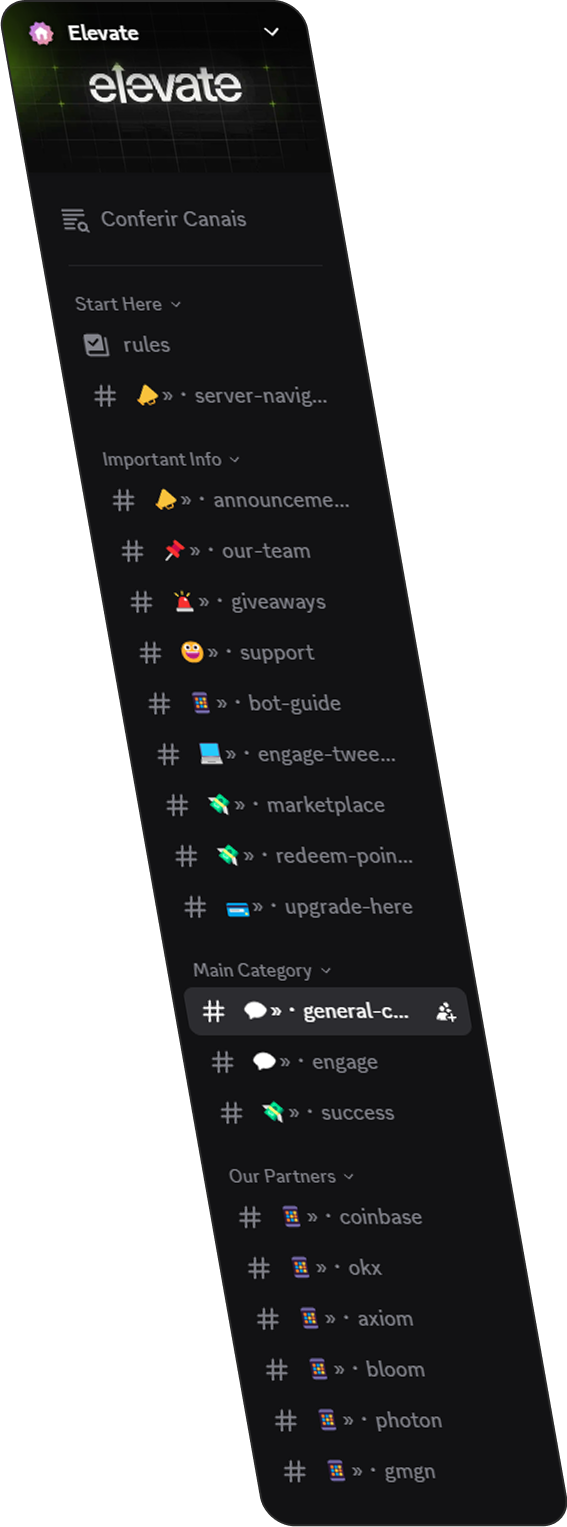 Elevate
elevate
Conferir Canais
Start Here
rules
# » · server-navig...
Important Info
# » · announceme...
# » · our-team
# » · giveaways
# » · support
# » · bot-guide
# » · engage-twee...
# » · marketplace
# » · redeem-poin...
# » · upgrade-here
Main Category
# » · general-c...
# » · engage
# » · success
Our Partners
# » · coinbase
# » · okx
# » · axiom
# » · bloom
# » · photon
# » · gmgn